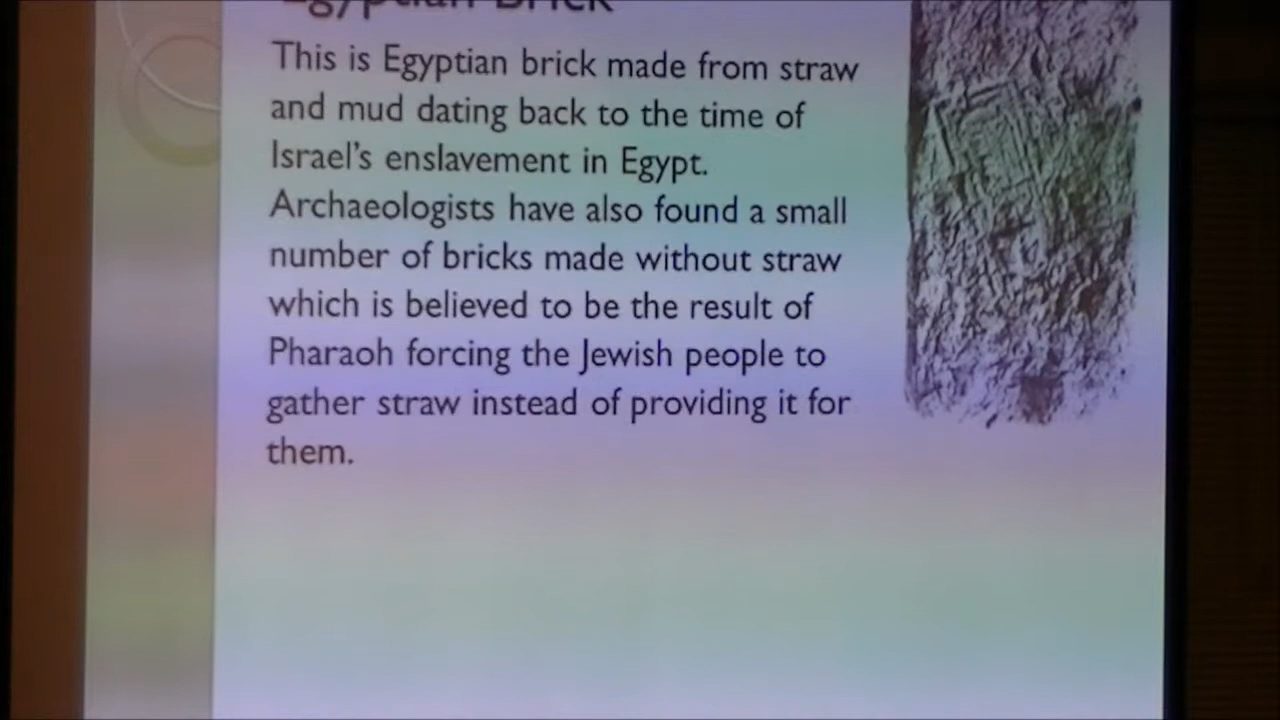 Egyptian Brick
This is Egyptian brick made from straw
and mud dating back to the time of
Israel's enslavement in Egypt.
Archaeologists have also found a small
number of bricks made without straw
which is believed to be the result of
Pharaoh forcing the Jewish people to
gather straw instead of providing it for
them.